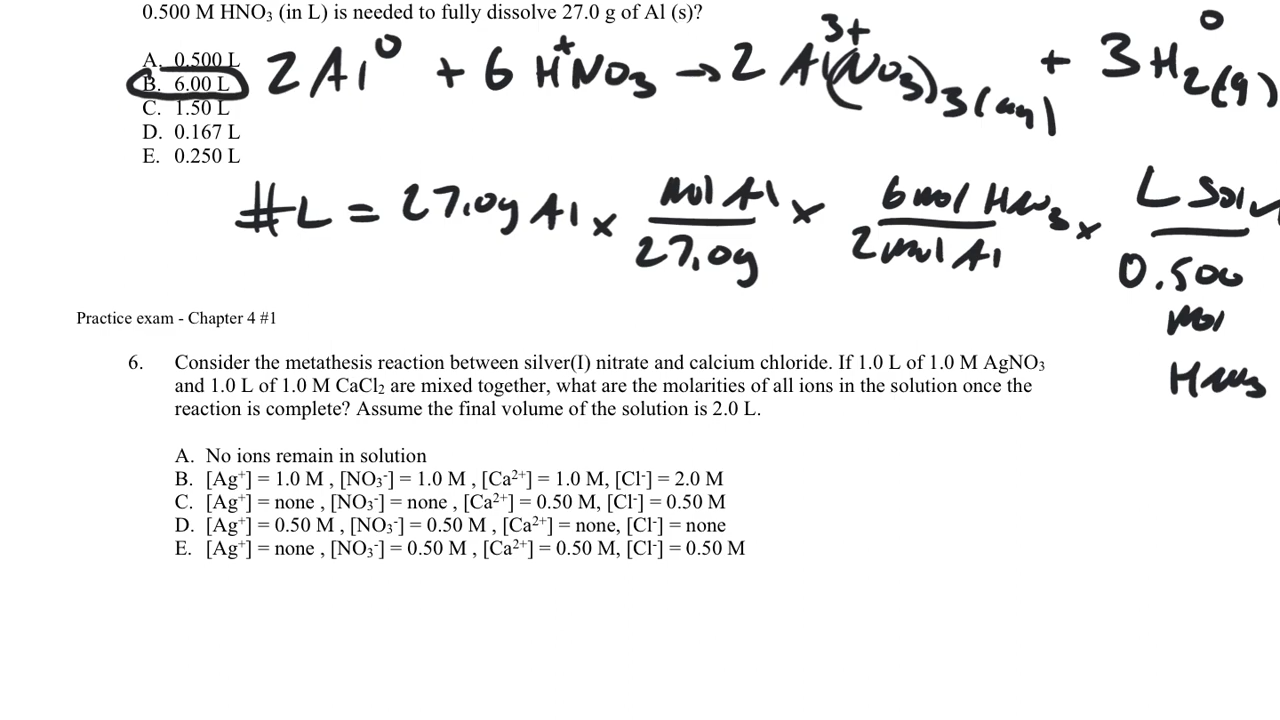 0.500 M HNO₃ (in L) is needed to fully dissolve 27.0 g of Al (s)?
A. 0.500 L
B. 6.00 L
C. 1.50 L
D. 0.167 L
E. 0.250 L
2 Al⁰ + 6 H⁺NO₃ → 2 Al³⁺(NO₃)₃(aq) + 3 H₂⁰(g)
#L = 27.0g Al x mol Al / 27.0g x 6 mol HNO₃ / 2 mol Al x L Soln / 0.500 mol HNO₃
Practice exam - Chapter 4 #1
6. Consider the metathesis reaction between silver(I) nitrate and calcium chloride. If 1.0 L of 1.0 M AgNO₃
and 1.0 L of 1.0 M CaCl₂ are mixed together, what are the molarities of all ions in the solution once the
reaction is complete? Assume the final volume of the solution is 2.0 L.
A. No ions remain in solution
B. [Ag⁺] = 1.0 M , [NO₃⁻] = 1.0 M , [Ca²⁺] = 1.0 M, [Cl⁻] = 2.0 M
C. [Ag⁺] = none , [NO₃⁻] = none , [Ca²⁺] = 0.50 M, [Cl⁻] = 0.50 M
D. [Ag⁺] = 0.50 M , [NO₃⁻] = 0.50 M , [Ca²⁺] = none, [Cl⁻] = none
E. [Ag⁺] = none , [NO₃⁻] = 0.50 M , [Ca²⁺] = 0.50 M, [Cl⁻] = 0.50 M